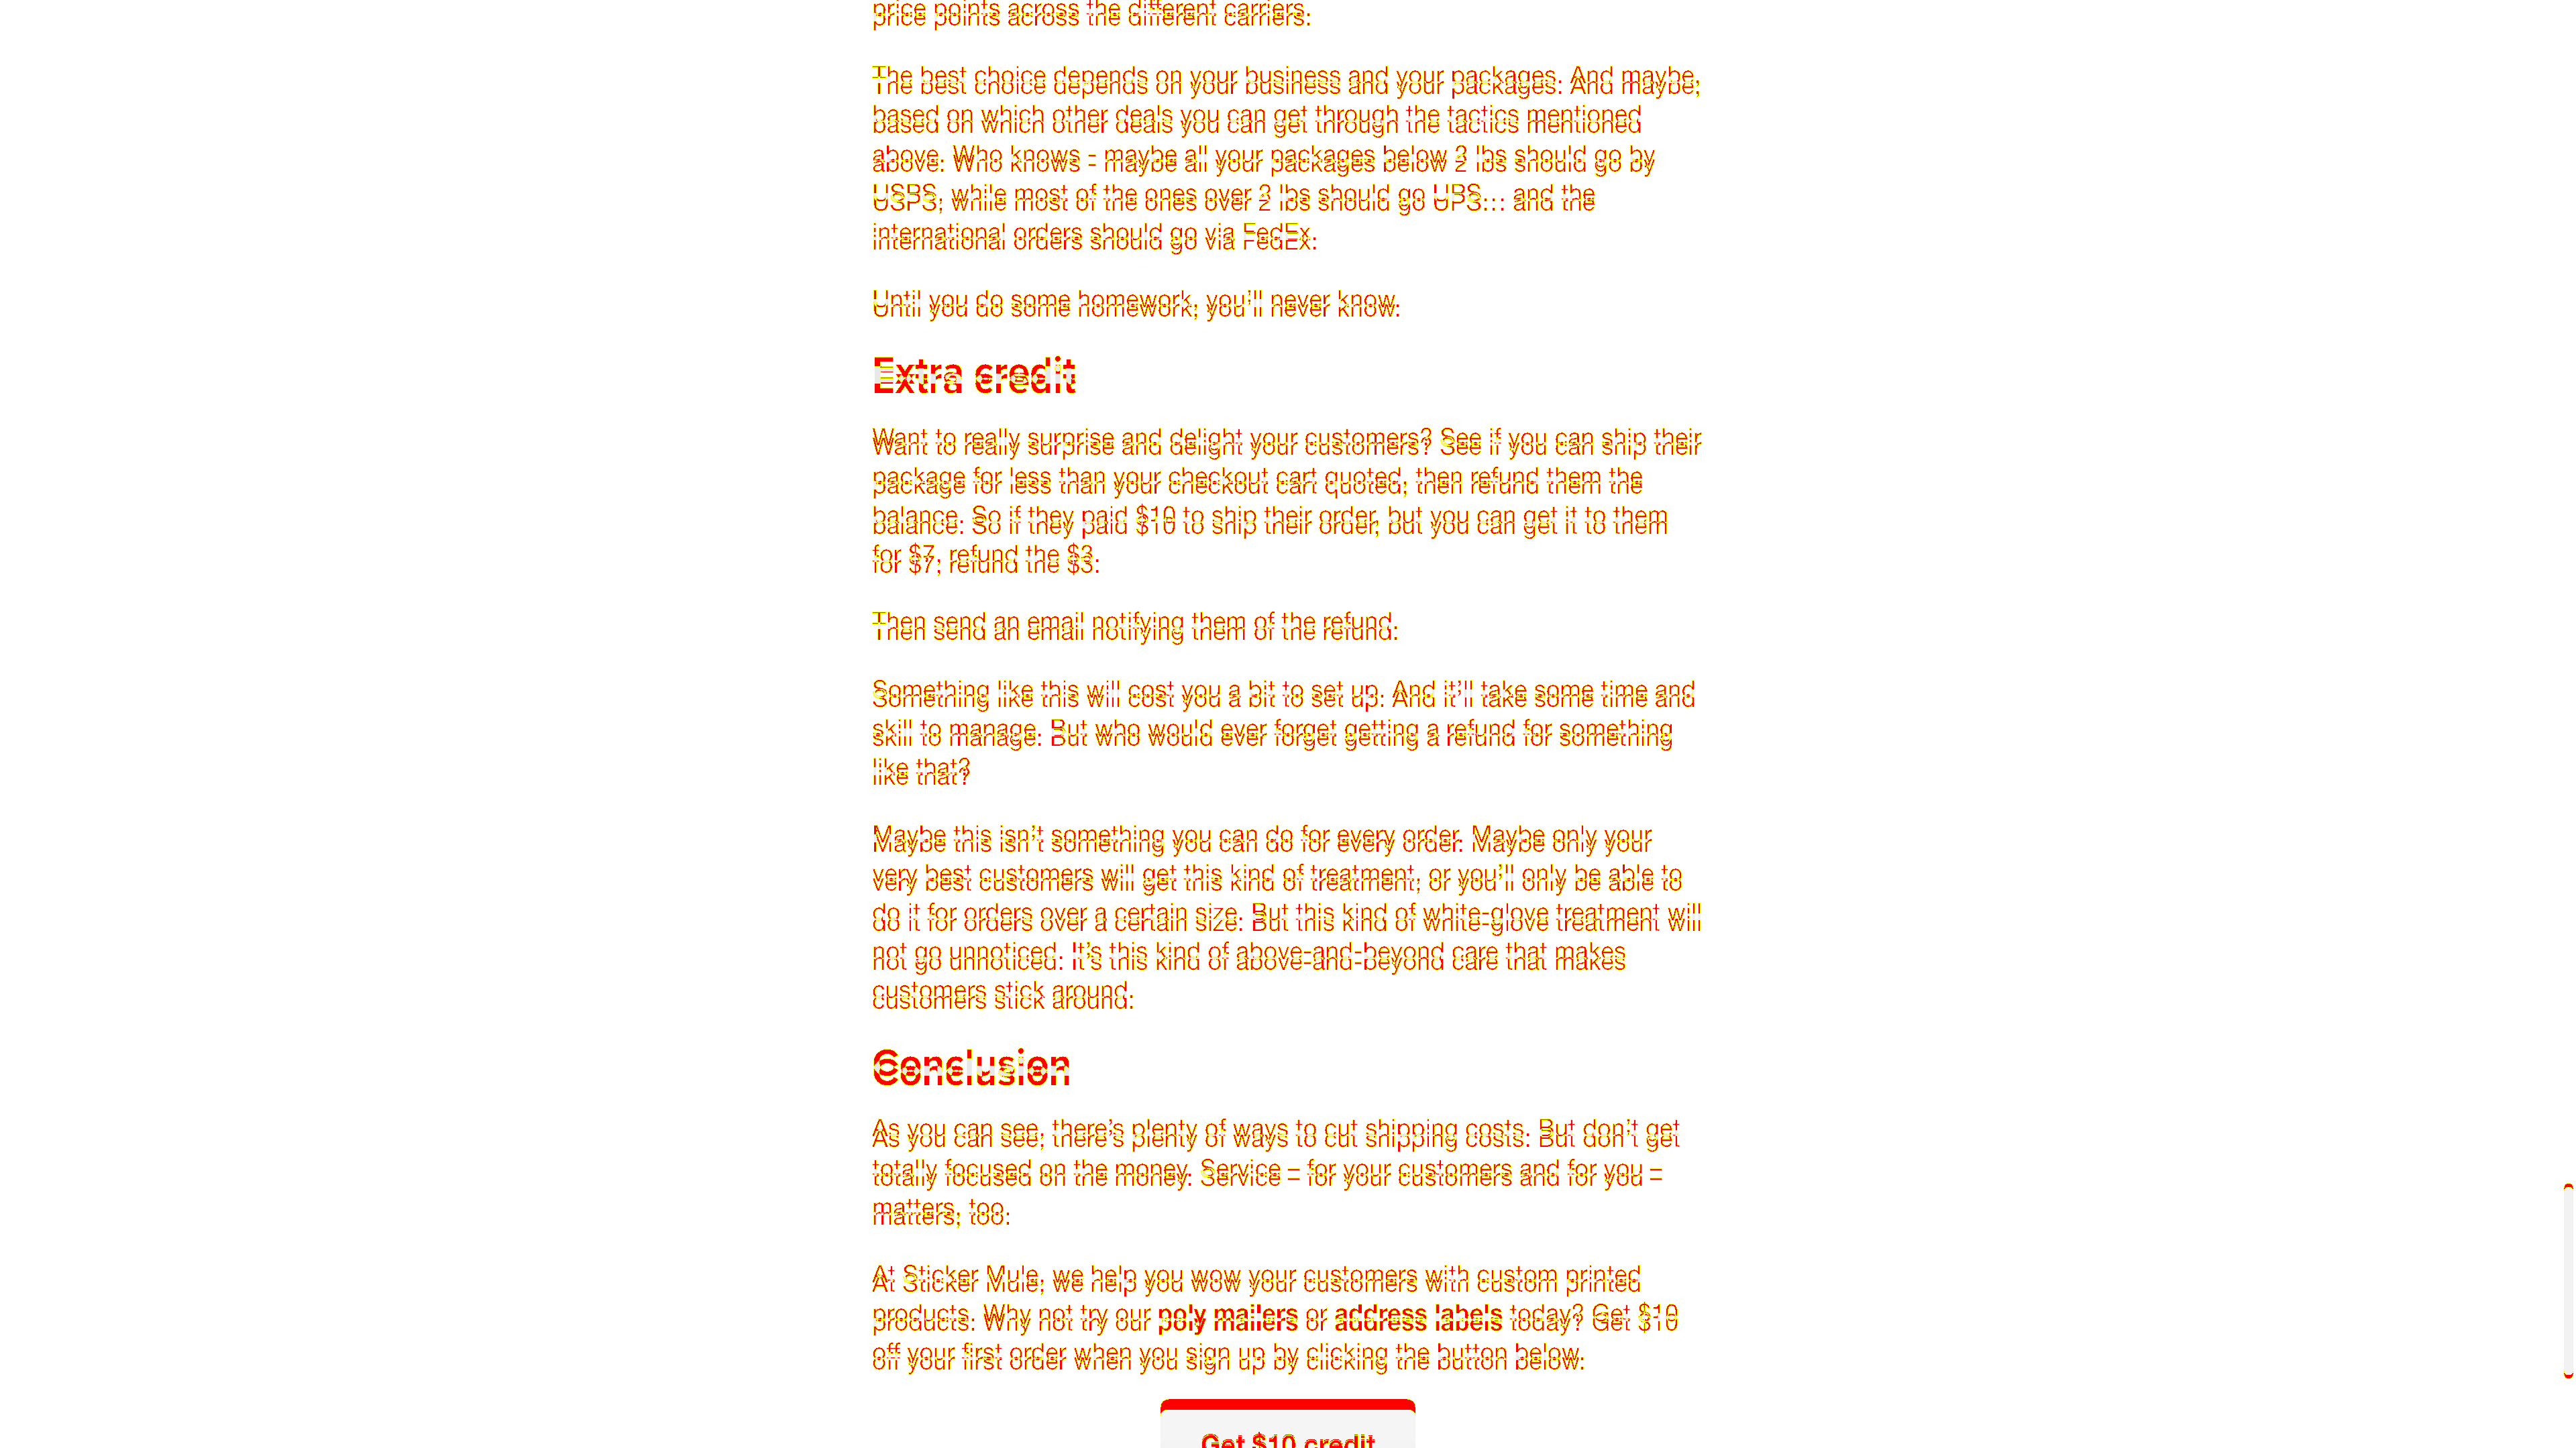 price points across the different carriers.
The best choice depends on your business and your packages. And maybe,
based on which other deals you can get through the tactics mentioned
above. Who knows - maybe all your packages below 2 lbs should go by
USPS, while most of the ones over 2 lbs should go UPS... and the
international orders should go via FedEx.
Until you do some homework, you’ll never know.
Extra credit
Want to really surprise and delight your customers? See if you can ship their
package for less than your checkout cart quoted, then refund them the
balance. So if they paid $10 to ship their order, but you can get it to them
for $7, refund the $3.
Then send an email notifying them of the refund.
Something like this will cost you a bit to set up. And it’ll take some time and
skill to manage. But who would ever forget getting a refund for something
like that?
Maybe this isn’t something you can do for every order. Maybe only your
very best customers will get this kind of treatment, or you’ll only be able to
do it for orders over a certain size. But this kind of white-glove treatment will
not go unnoticed. It’s this kind of above-and-beyond care that makes
customers stick around.
Conclusion
As you can see, there’s plenty of ways to cut shipping costs. But don’t get
totally focused on the money. Service – for your customers and for you –
matters, too.
At Sticker Mule, we help you wow your customers with custom printed
products. Why not try our poly mailers or address labels today? Get $10
off your first order when you sign up by clicking the button below.
Get $10 credit